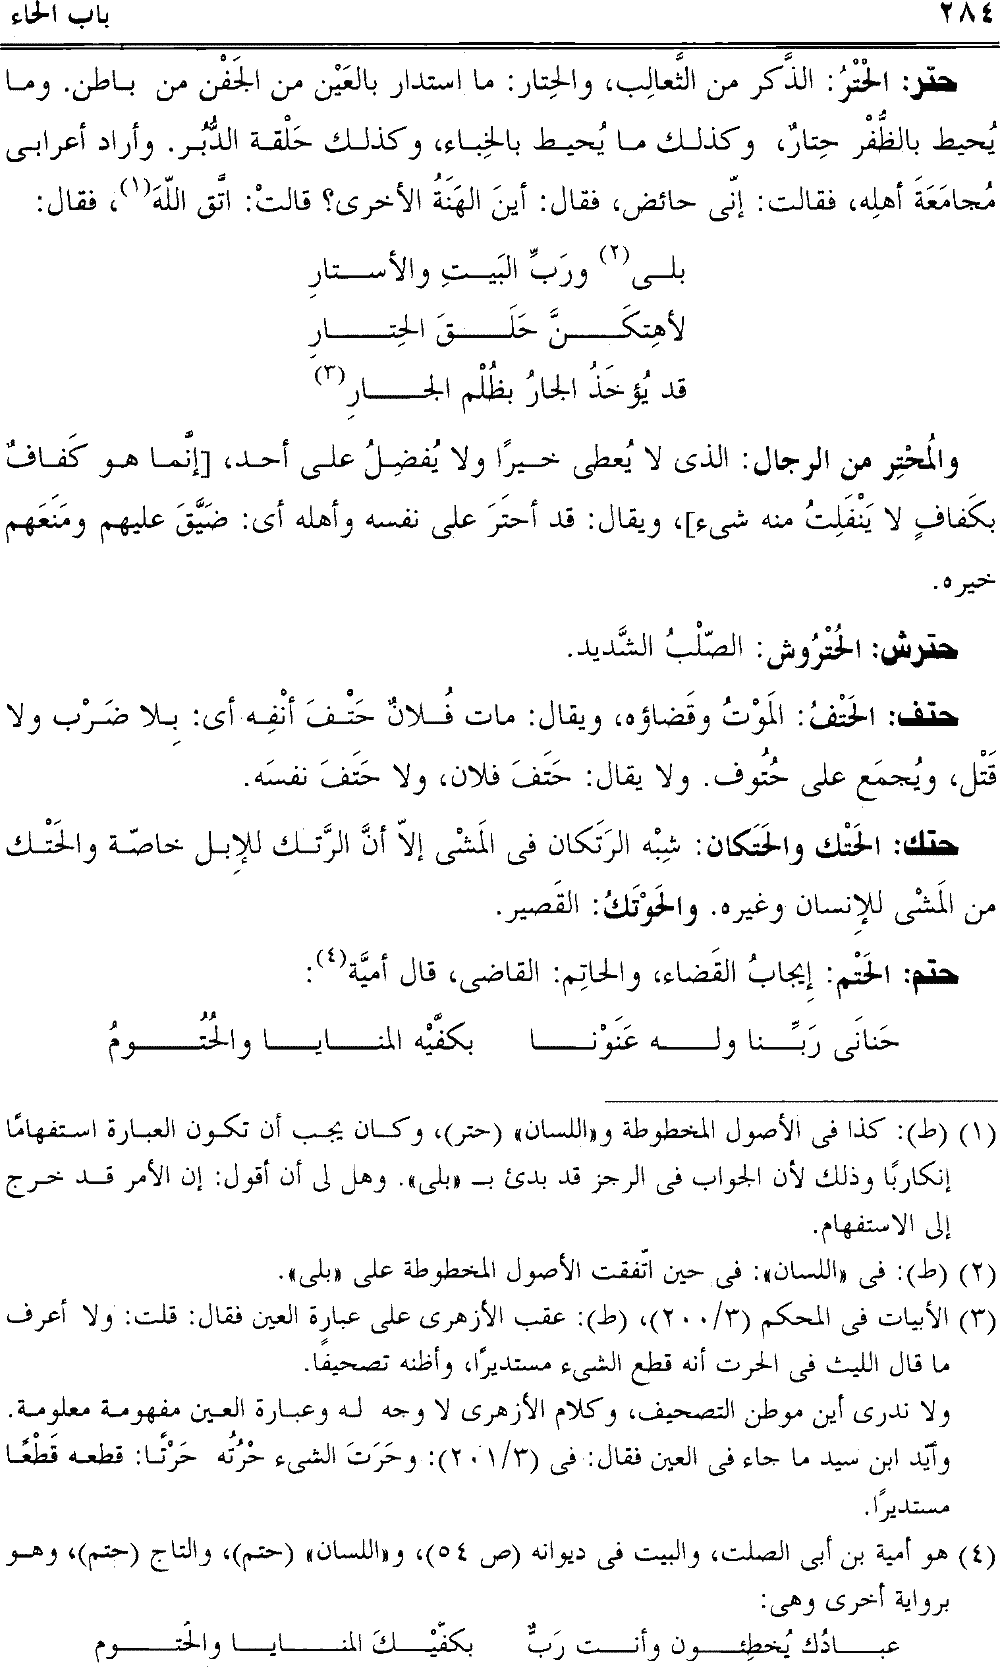 ٢٨٤ باب الحاء
حتر: الحُتْرُ: الذَّكر من الثَّعالِب، والحِتار: ما استدار بالعَيْن من الجَفْن من باطن. وما
يُحيط بالظُّفْر حِتارٌ، وكذلك ما يُحيط بالخِباء، وكذلك حَلْقة الدُّبُر. وأراد أعرابى
مُجامَعَةَ أهلِه، فقالت: إنّى حائض، فقال: أينَ الهَنَةُ الأخرى؟ قالتْ: اتَّق اللّهَ(١)، فقال:
بلى(٢) ورَبِّ البَيتِ والأستارِ
لأهتِكَنَّ حَلَقَ الحِتارِ
قد يُؤخَذُ الجارُ بظُلْم الجارِ(٣)
والمُحْتِر من الرجال: الذى لا يُعطى خيرًا ولا يُفضِلُ على أحد، [إنَّما هو كَفافٌ
بكَفافٍ لا يَنْفَلِتُ منه شىء]، ويقال: قد أحتَرَ على نفسه وأهله أى: ضَيَّقَ عليهم ومَنَعَهم
خيره.
حترش: الحُتْرُوش: الصّلْبُ الشَّديد.
حتف: الحَتْفُ: المَوْتُ وقَضاؤه، ويقال: مات فُلانٌ حَتْفَ أنْفِه أى: بِلا ضَرْب ولا
قَتْل، ويُجمَع على حُتُوف. ولا يقال: حَتَفَ فلان، ولا حَتَفَ نفسَه.
حتك: الحَتْك والحَتَكان: شِبْه الرَتَكان فى المَشْى إلاّ أنَّ الرَّتك للإبِل خاصّة والحَتْك
من المَشْى للإنسان وغيره. والحَوْتَكُ: القَصير.
حتم: الحَتْم: إيجابُ القَضاء، والحاتِم: القاضى، قال أميَّة(٤):
حَنانَى رَبِّنا وله عَنَوْنا بكفَّيْه المنايا والحُتُومُ
(١) (ط): كذا فى الأصول المخطوطة و«اللسان» (حتر)، وكان يجب أن تكون العبارة استفهامًا
إنكاريًا وذلك لأن الجواب فى الرجز قد بدئ بـ «بلى». وهل لى أن أقول: إن الأمر قد خرج
إلى الاستفهام.
(٢) (ط): فى «اللسان»: فى حين اتّفقت الأصول المخطوطة على «بلى».
(٣) الأبيات فى المحكم (٢٠٠/٣)، (ط): عقب الأزهرى على عبارة العين فقال: قلت: ولا أعرف
ما قال الليث فى الحرت أنه قطع الشىء مستديرًا، وأظنه تصحيفًا.
ولا ندرى أين موطن التصحيف، وكلام الأزهرى لا وجه له وعبارة العين مفهومة معلومة.
وأيّد ابن سيد ما جاء فى العين فقال: فى (٢٠١/٣): وحَرَتَ الشىء حْرُتُه حَرْتًا: قطعه قَطْعًا
مستديرًا.
(٤) هو أمية بن أبى الصلت، والبيت فى ديوانه (ص ٥٤)، و«اللسان» (حتم)، والتاج (حتم)، وهو
برواية أخرى وهى:
عبادُك يُخطِئون وأنت رَبٌّ بكفّيْكَ المنايا والحُتوم